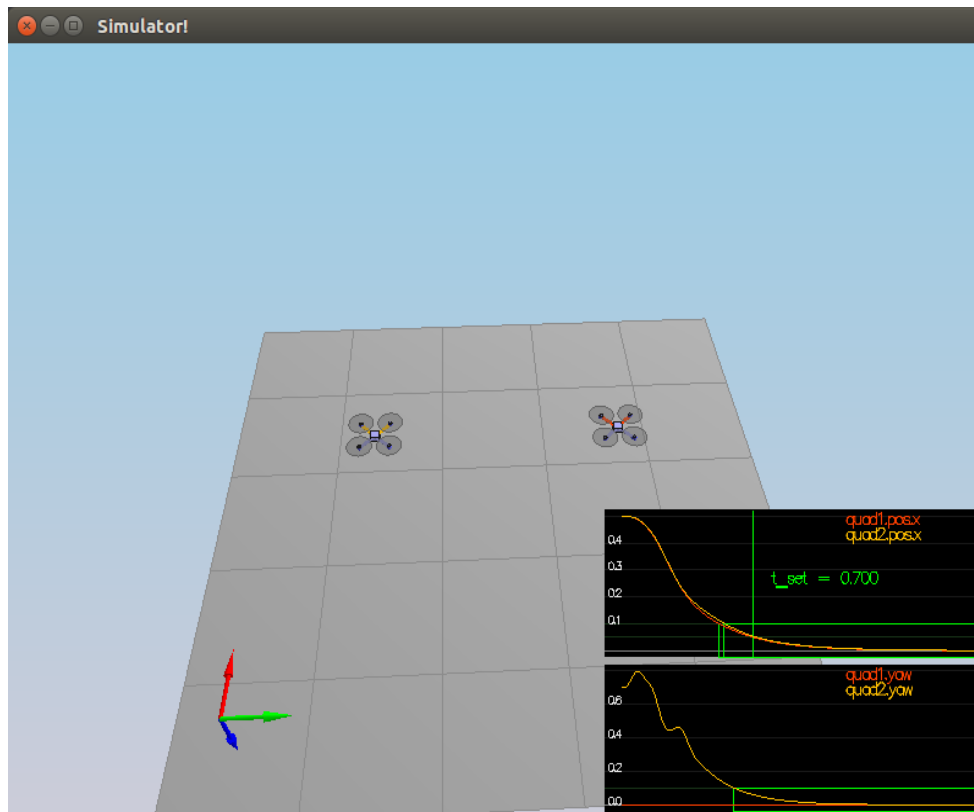 Simulator!
quad1.pos.x
quad2.pos.x
0.4
0.3
t_set = 0.700
0.2
0.1
quad1.yaw
quad2.yaw
0.6
0.4
0.2
0.0